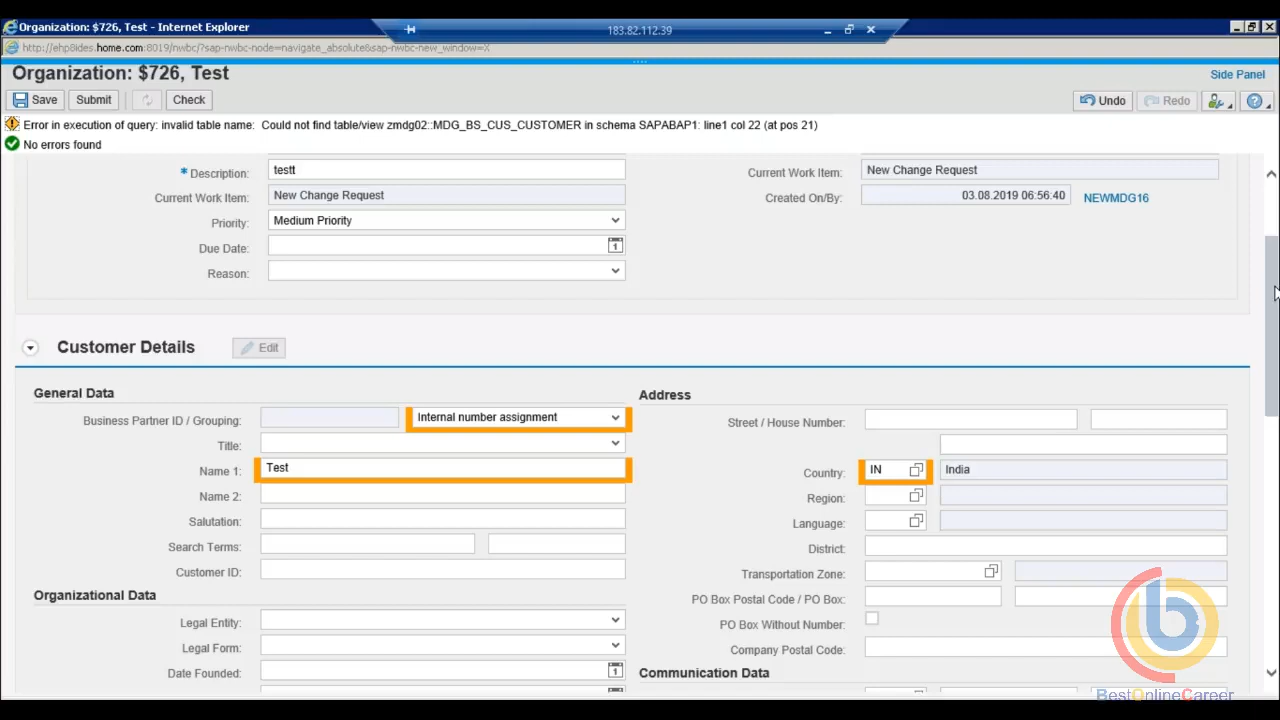 Organization: $726, Test - Internet Explorer
183.82.112.39
http://ehp8ides.home.com:8019/nwbc/?sap-nwbc-node=navigate_absolute&sap-nwbc-new_window=X
Organization: $726, Test
Side Panel
Save Submit Check Undo Redo
Error in execution of query: invalid table name: Could not find table/view zmdg02::MDG_BS_CUS_CUSTOMER in schema SAPABAP1: line1 col 22 (at pos 21)
No errors found
* Description: testt
Current Work Item: New Change Request
Current Work Item: New Change Request
Created On/By: 03.08.2019 06:56:40 NEWMDG16
Priority: Medium Priority
Due Date:
Reason:
Customer Details Edit
General Data
Business Partner ID / Grouping: Internal number assignment
Title:
Name 1: Test
Name 2:
Salutation:
Search Terms:
Customer ID:
Organizational Data
Legal Entity:
Legal Form:
Date Founded:
Address
Street / House Number:
Country: IN India
Region:
Language:
District:
Transportation Zone:
PO Box Postal Code / PO Box:
PO Box Without Number:
Company Postal Code:
Communication Data
BestOnlineCareer